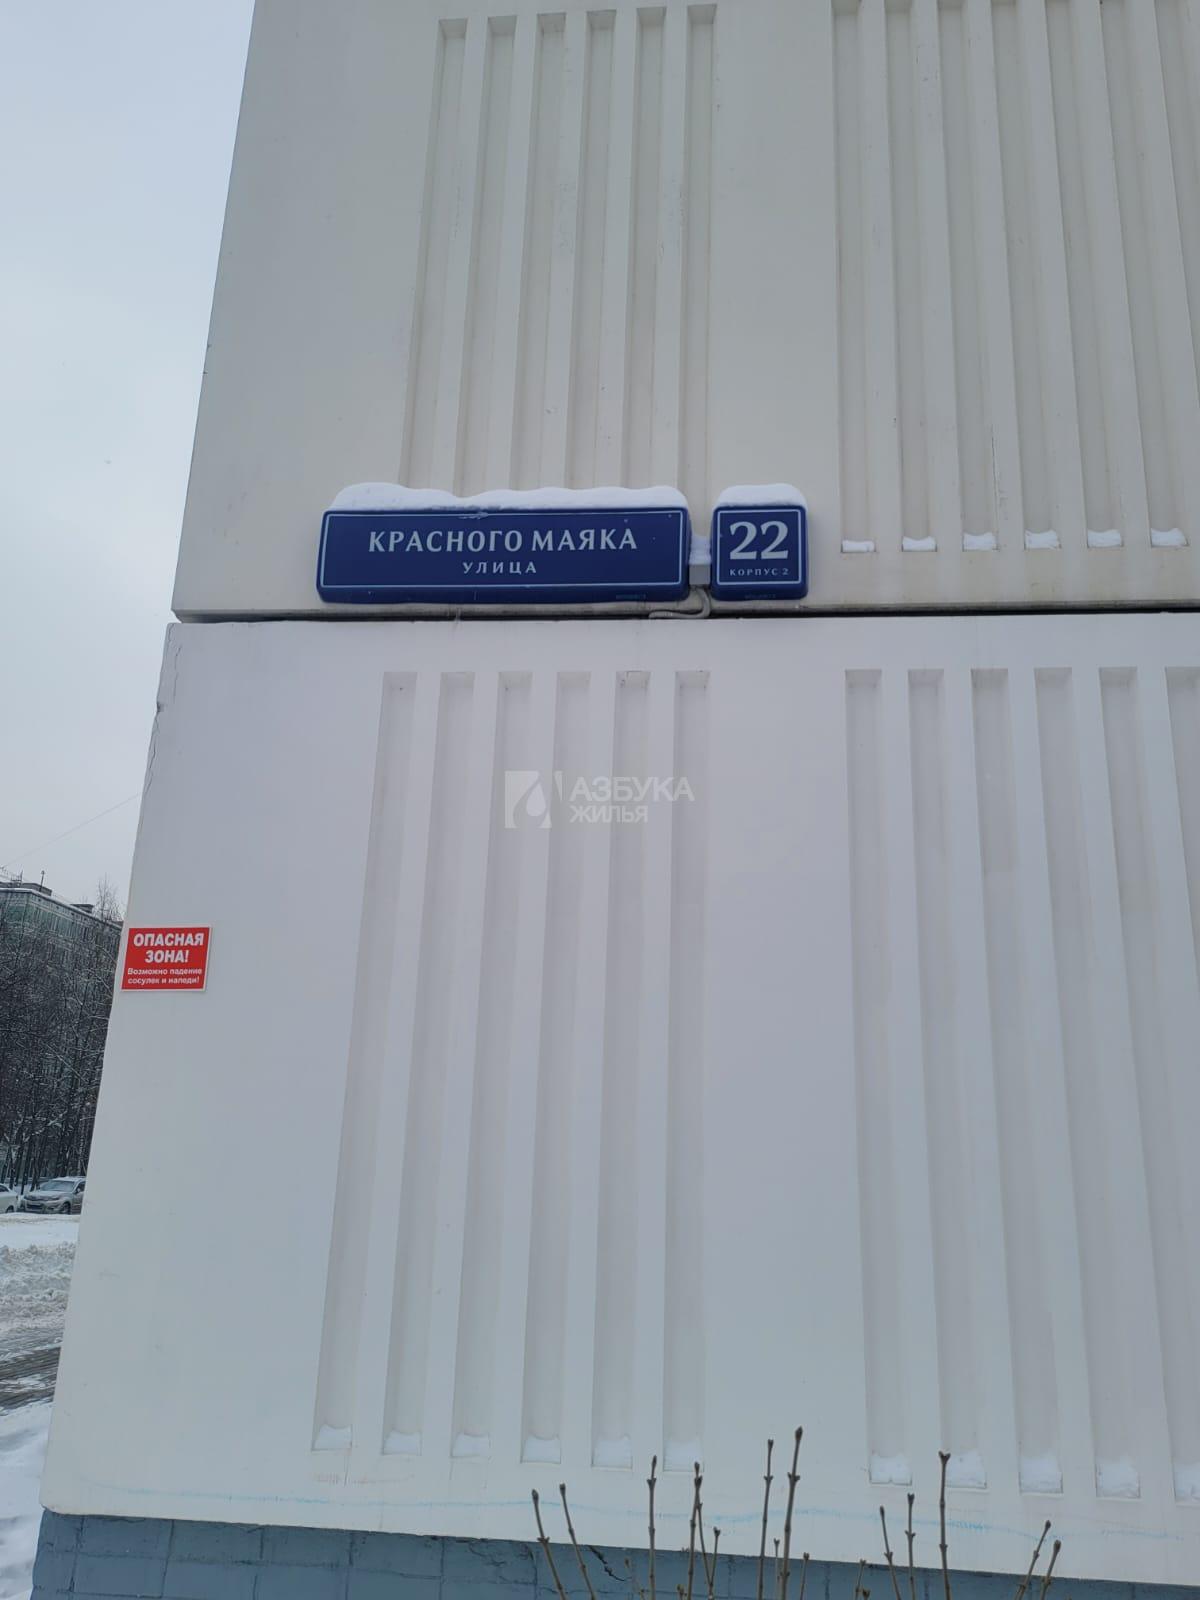 КРАСНОГО МАЯКА
УЛИЦА
22
КОРПУС 2
АЗБУКА
ЖИЛЬЯ
ОПАСНАЯ
ЗОНА!
Возможно падение
сосулек и наледи!